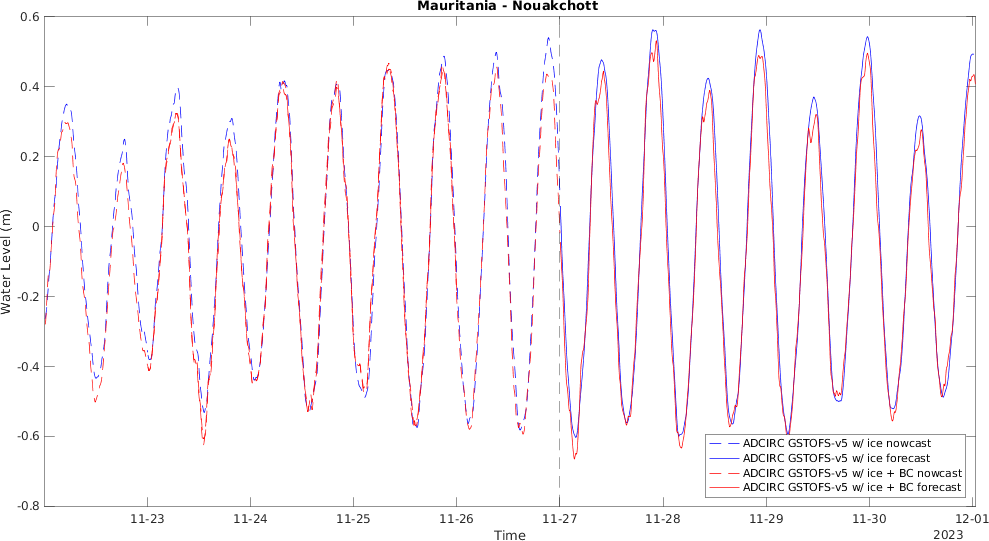 Mauritania - Nouakchott
Water Level (m)
0.6
0.4
0.2
0
-0.2
-0.4
-0.6
-0.8
11-23
11-24
11-25
11-26
11-27
11-28
11-29
11-30
12-01
Time
2023
ADCIRC GSTOFS-v5 w/ ice nowcast
ADCIRC GSTOFS-v5 w/ ice forecast
ADCIRC GSTOFS-v5 w/ ice + BC nowcast
ADCIRC GSTOFS-v5 w/ ice + BC forecast